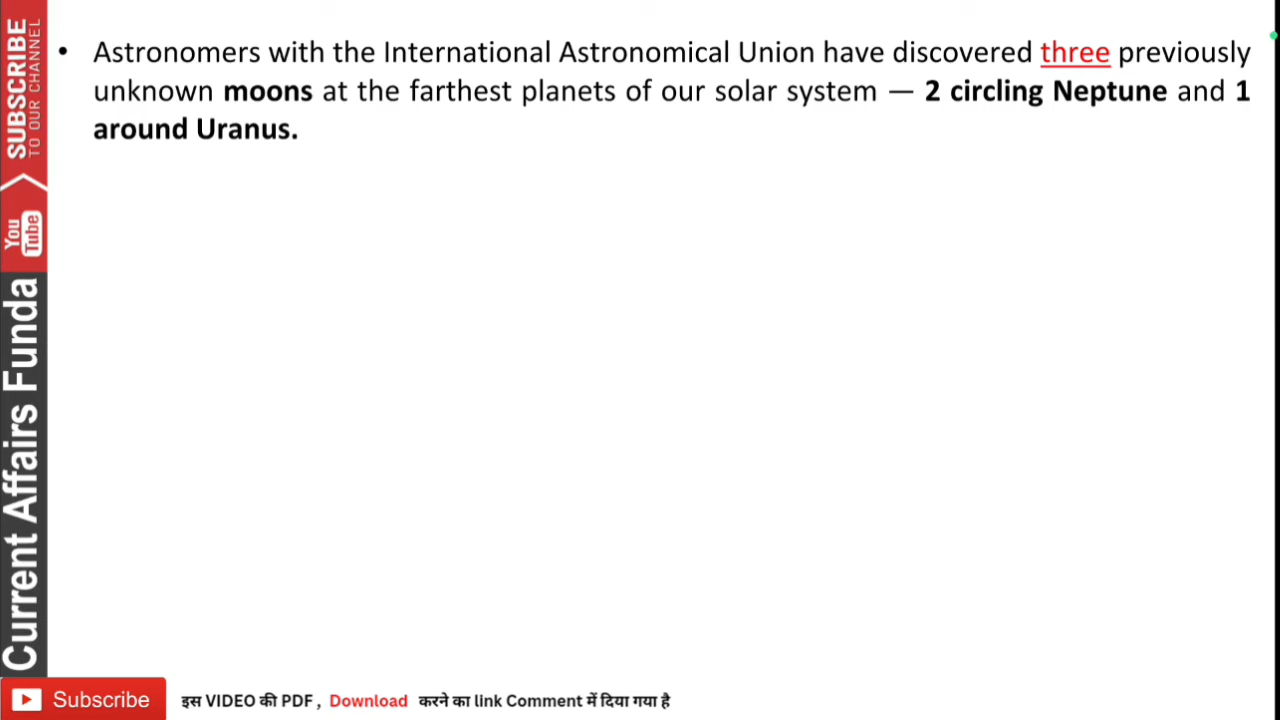 • Astronomers with the International Astronomical Union have discovered three previously
unknown moons at the farthest planets of our solar system — 2 circling Neptune and 1
around Uranus.
SUBSCRIBE
TO OUR CHANNEL
You Tube
Current Affairs Funda
Subscribe
इस VIDEO की PDF , Download करने का link Comment में दिया गया है